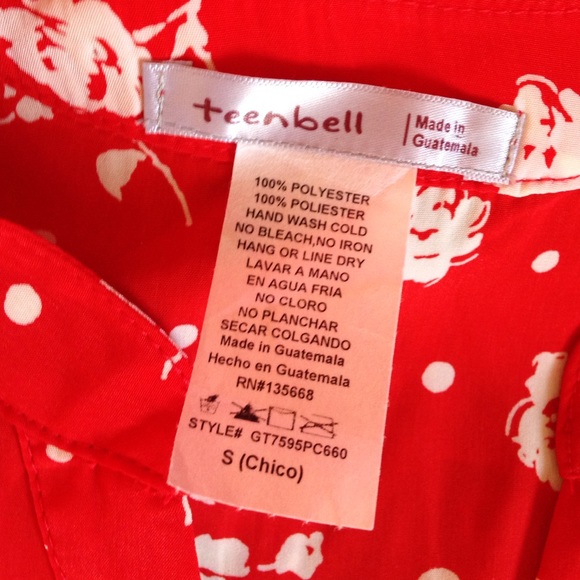 teenbell
Made in
Guatemala
100% POLYESTER
100% POLIESTER
HAND WASH COLD
NO BLEACH,NO IRON
HANG OR LINE DRY
LAVAR A MANO
EN AGUA FRIA
NO CLORO
NO PLANCHAR
SECAR COLGANDO
Made in Guatemala
Hecho en Guatemala
RN#135668
STYLE# GT7595PC660
S (Chico)